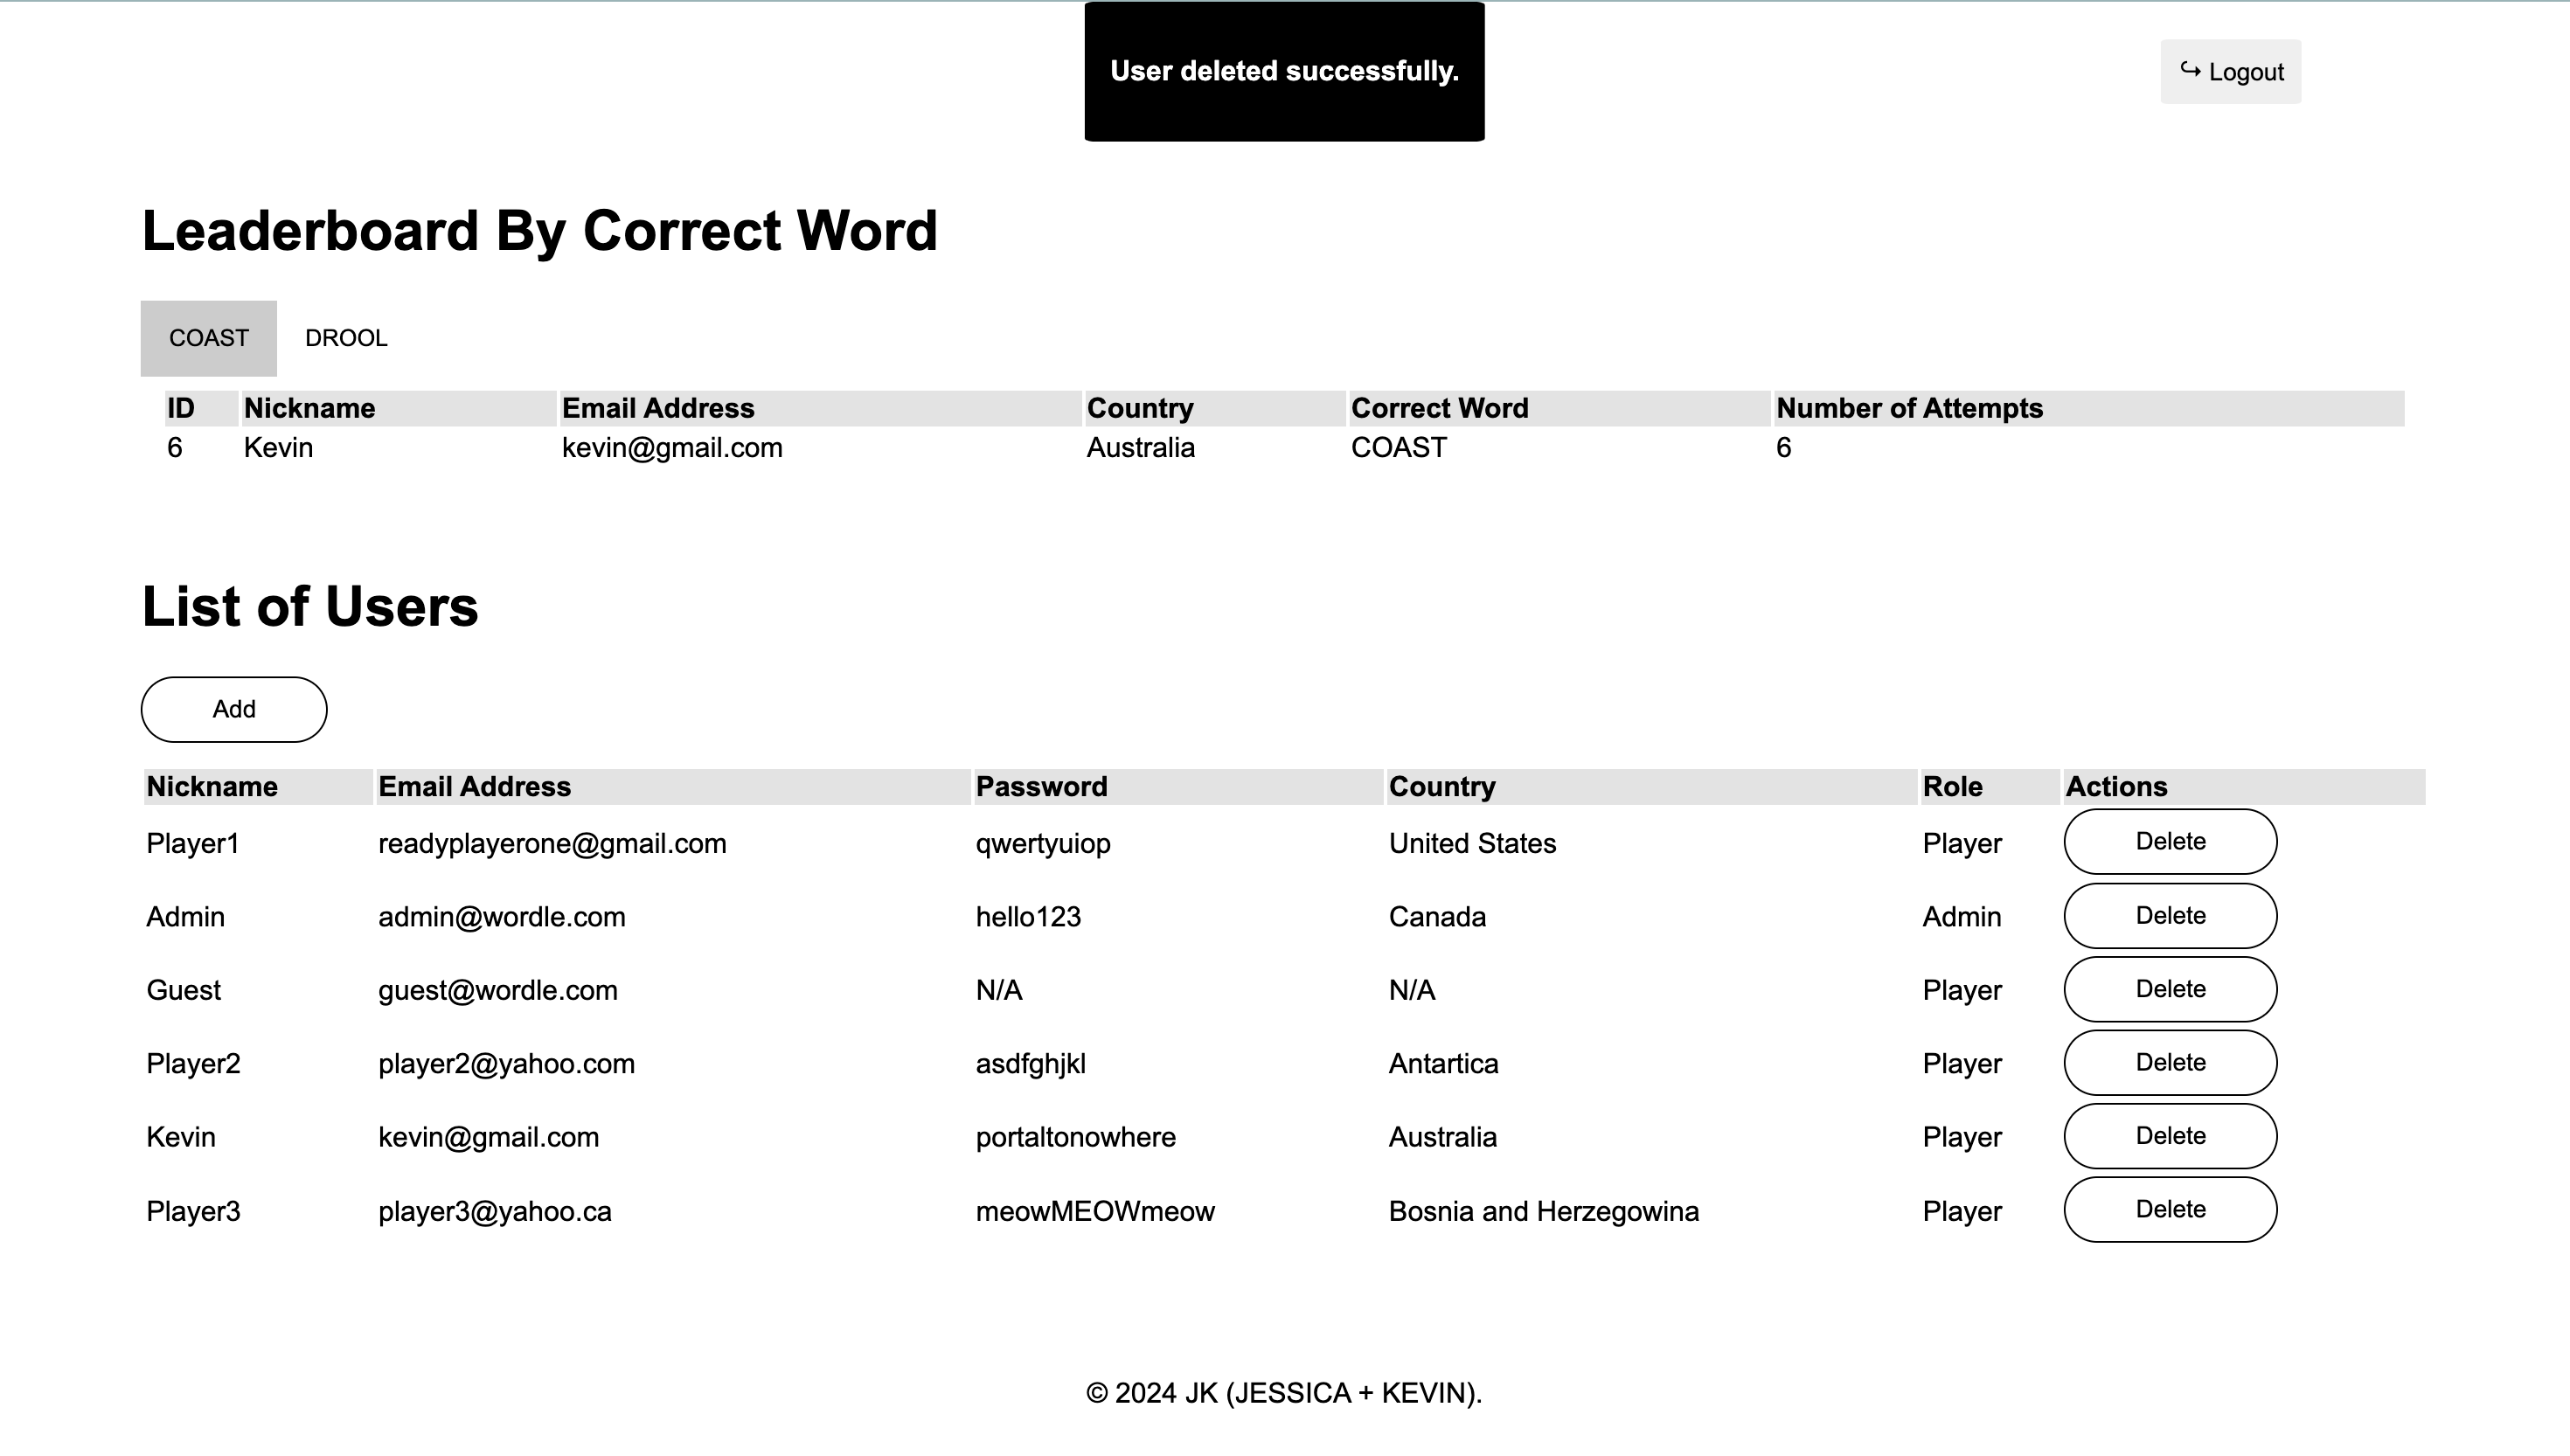 User deleted successfully.
↪ Logout
Leaderboard By Correct Word
COAST DROOL
ID Nickname Email Address Country Correct Word Number of Attempts
6 Kevin kevin@gmail.com Australia COAST 6
List of Users
Add
Nickname Email Address Password Country Role Actions
Player1 readyplayerone@gmail.com qwertyuiop United States Player Delete
Admin admin@wordle.com hello123 Canada Admin Delete
Guest guest@wordle.com N/A N/A Player Delete
Player2 player2@yahoo.com asdfghjkl Antartica Player Delete
Kevin kevin@gmail.com portaltonowhere Australia Player Delete
Player3 player3@yahoo.ca meowMEOWmeow Bosnia and Herzegowina Player Delete
© 2024 JK (JESSICA + KEVIN).